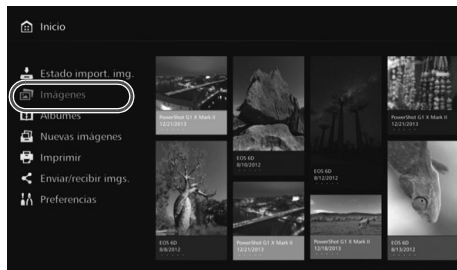 Inicio
Estado import. img.
Imágenes
Álbumes
Nuevas imágenes
Imprimir
Enviar/recibir imgs.
Preferencias
PowerShot G1 X Mark II
12/21/2013
EOS 6D
8/16/2012
EOS 6D
8/12/2012
PowerShot G1 X Mark II
12/21/2013
EOS 6D
8/8/2012
PowerShot G1 X Mark II
12/21/2013
PowerShot G1 X Mark II
12/18/2013
EOS 6D
8/13/2012